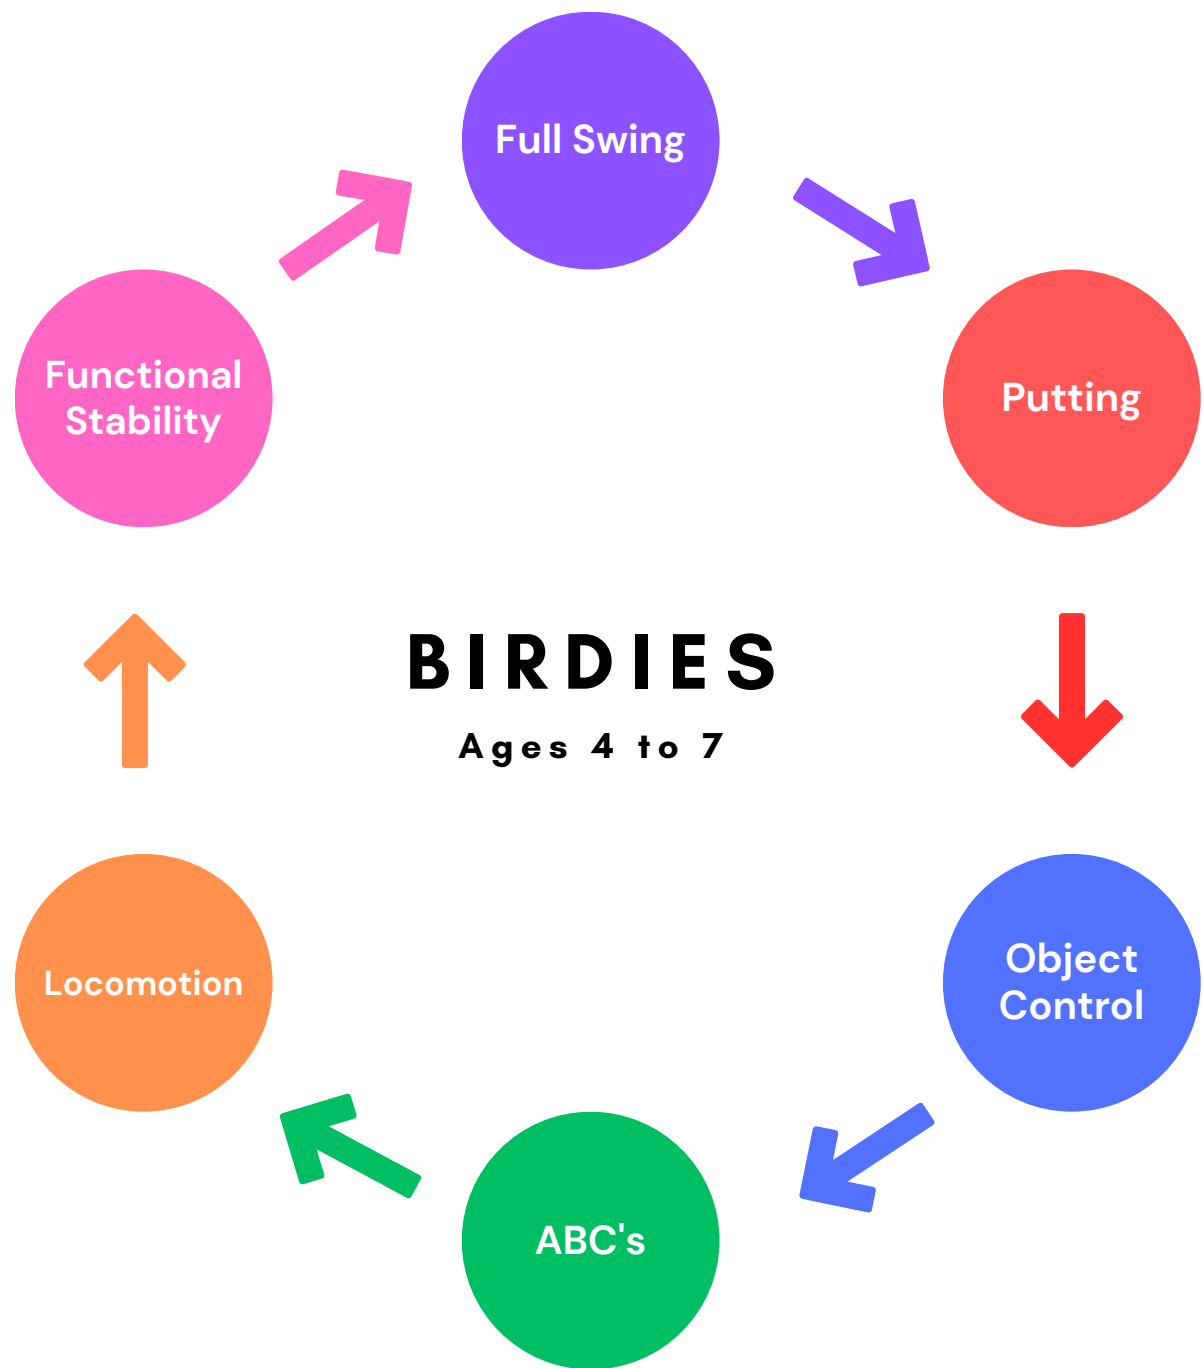 Full Swing
Putting
Object
Control
ABC's
Locomotion
Functional
Stability
BIRDIES
Ages 4 to 7